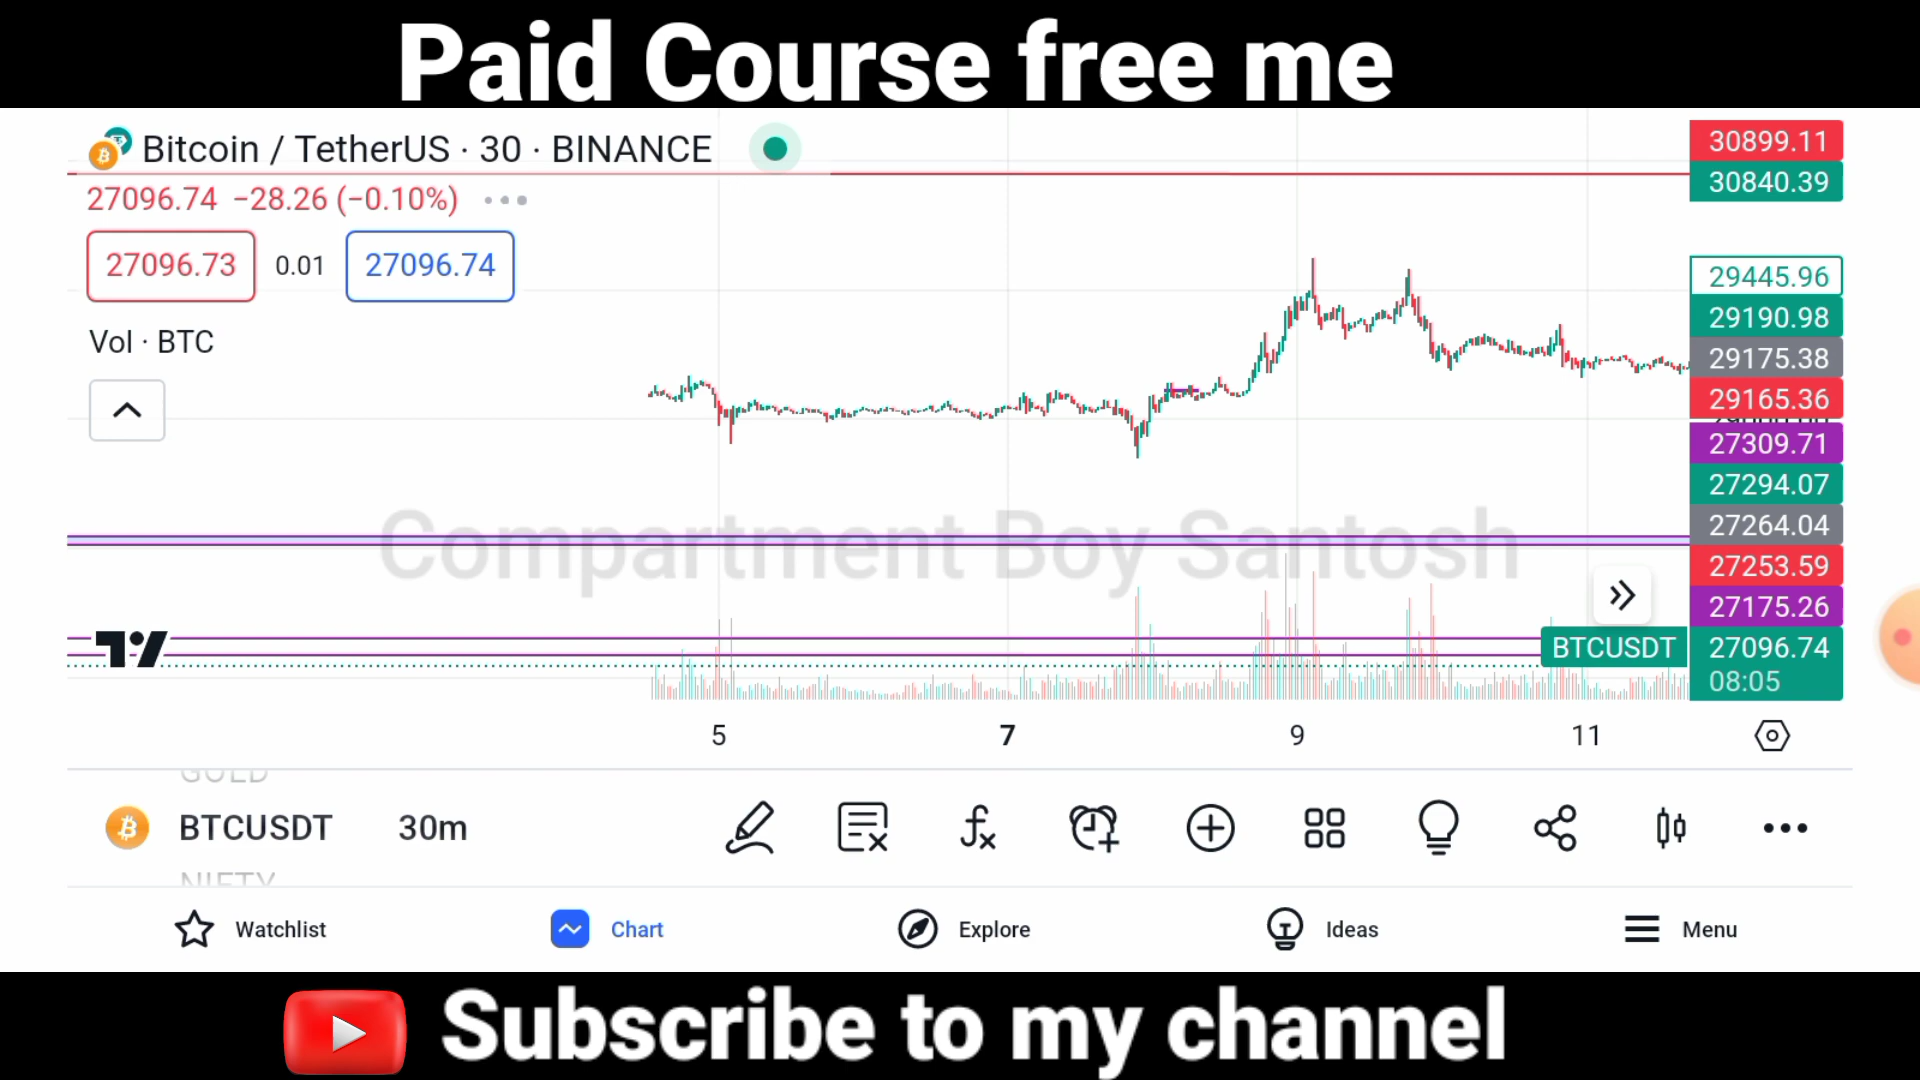 Paid Course free me
Bitcoin / TetherUS · 30 · BINANCE
27096.74 −28.26 (−0.10%)
27096.73 0.01 27096.74
Vol · BTC
30899.11
30840.39
29445.96
29190.98
29175.38
29165.36
27309.71
27294.07
27264.04
27253.59
27175.26
BTCUSDT 27096.74
08:05
Compartment Boy Santosh
5 7 9 11
GOLD
BTCUSDT 30m
NIFTY
Watchlist Chart Explore Ideas Menu
Subscribe to my channel